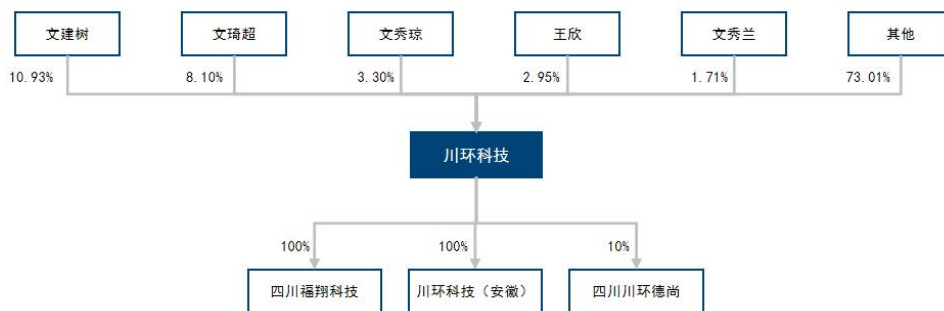 文建树
文琦超
文秀琼
王欣
文秀兰
其他
10.93%
8.10%
3.30%
2.95%
1.71%
73.01%
川环科技
100%
100%
10%
四川福翔科技
川环科技（安徽）
四川川环德尚